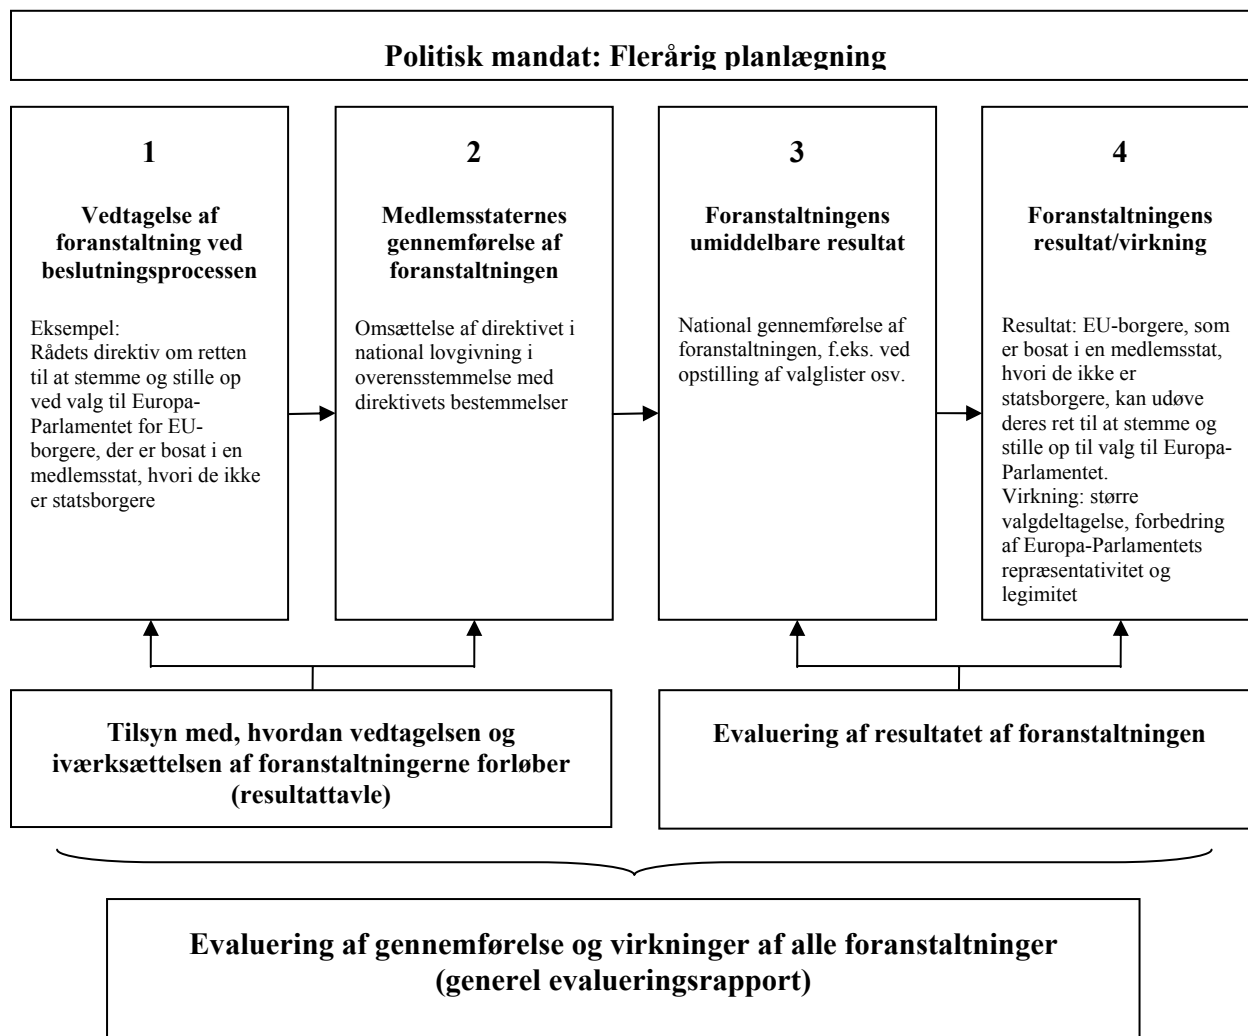 Politisk mandat: Flerårig planlægning
1
Vedtagelse af
foranstaltning ved
beslutningsprocessen
Eksempel:
Rådets direktiv om retten
til at stemme og stille op
ved valg til Europa-
Parlamentet for EU-
borgere, der er bosat i en
medlemsstat, hvori de ikke
er statsborgere
2
Medlemsstaternes
gennemførelse af
foranstaltningen
Omsættelse af direktivet i
national lovgivning i
overensstemmelse med
direktivets bestemmelser
3
Foranstaltningens
umiddelbare resultat
National gennemførelse af
foranstaltningen, f.eks. ved
opstilling af valglister osv.
4
Foranstaltningens
resultat/virkning
Resultat: EU-borgere, som
er bosat i en medlemsstat,
hvori de ikke er
statsborgere, kan udøve
deres ret til at stemme og
stille op til valg til Europa-
Parlamentet.
Virkning: større
valgdeltagelse, forbedring
af Europa-Parlamentets
repræsentativitet og
legimitet
Tilsyn med, hvordan vedtagelsen og
iværksættelsen af foranstaltningerne forløber
(resultattavle)
Evaluering af resultatet af foranstaltningen
Evaluering af gennemførelse og virkninger af alle foranstaltninger
(generel evalueringsrapport)